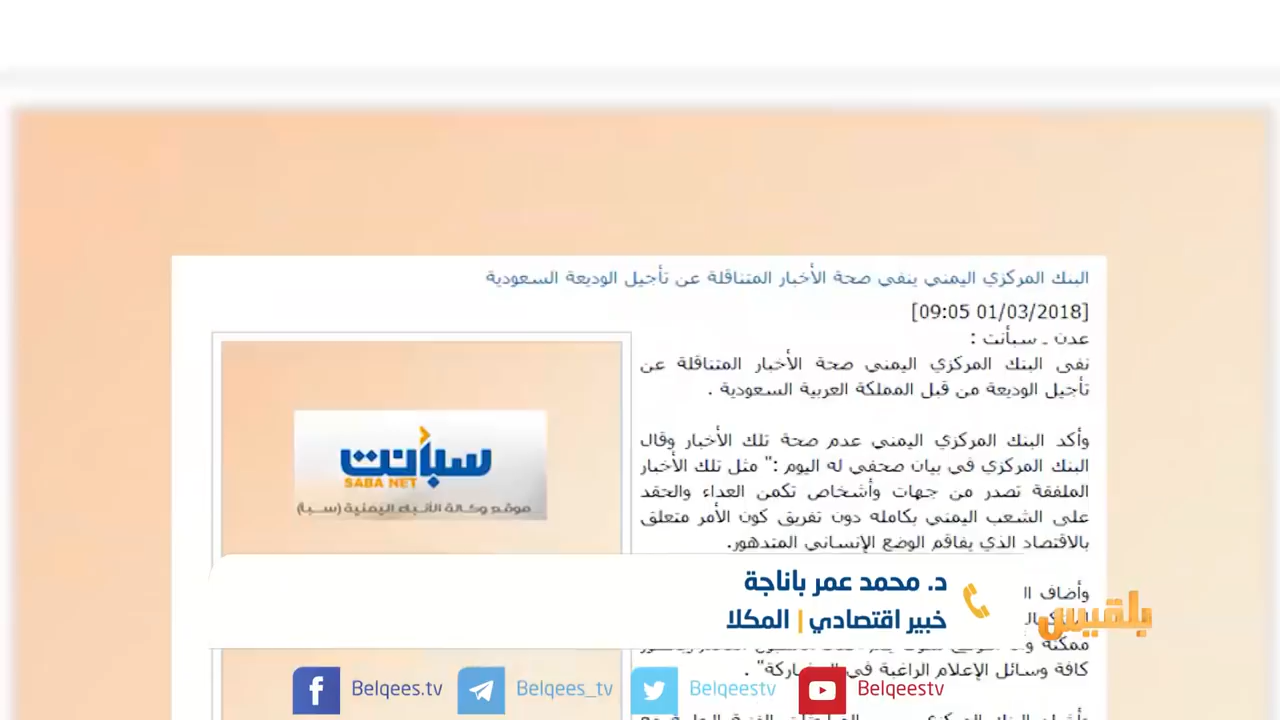 البنك المركزي اليمني ينفي صحة الأخبار المتناقلة عن تأجيل الوديعة السعودية
[09:05 01/03/2018]
عدن ـ سبأنت :
نفى البنك المركزي اليمني صحة الأخبار المتناقلة عن
تأجيل الوديعة من قبل المملكة العربية السعودية .
وأكد البنك المركزي اليمني عدم صحة تلك الأخبار وقال
البنك المركزي في بيان صحفي له اليوم :" مثل تلك الأخبار
الملفقة تصدر من جهات وأشخاص تكمن العداء والحقد
على الشعب اليمني بكامله دون تفريق كون الأمر متعلق
بالاقتصاد الذي يفاقم الوضع الإنساني المتدهور.
سبأنت
SABA NET
موقع وكالة الأنباء اليمنية (سبأ)
وأضاف
د. محمد عمر باناجة
خبير اقتصادي | المكلا
بلقيس
كافة وسائل الإعلام الراغبة في
Belqees.tv
Belqees_tv
Belqeestv
Belqeestv